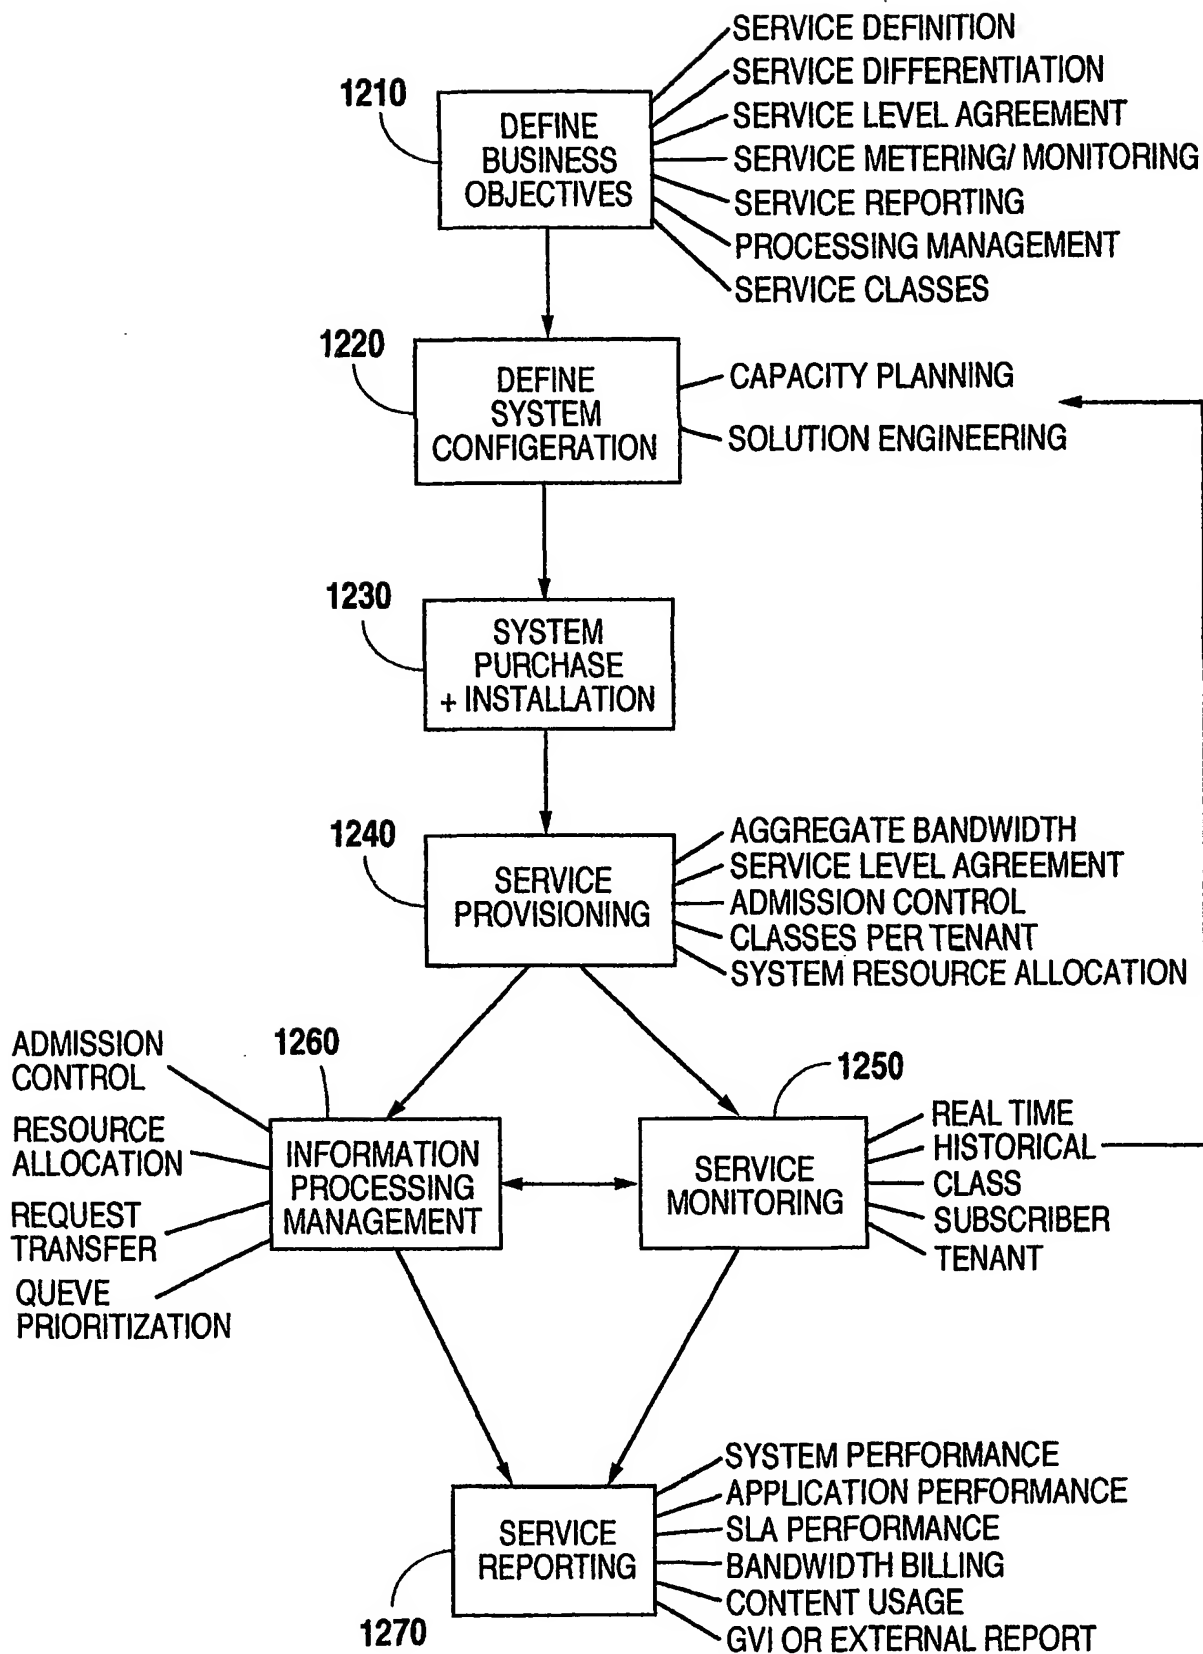 SERVICE DEFINITION
SERVICE DIFFERENTIATION
SERVICE LEVEL AGREEMENT
SERVICE METERING/ MONITORING
SERVICE REPORTING
PROCESSING MANAGEMENT
SERVICE CLASSES
1210
DEFINE
BUSINESS
OBJECTIVES
1220
DEFINE
SYSTEM
CONFIGERATION
CAPACITY PLANNING
SOLUTION ENGINEERING
1230
SYSTEM
PURCHASE
+ INSTALLATION
1240
SERVICE
PROVISIONING
AGGREGATE BANDWIDTH
SERVICE LEVEL AGREEMENT
ADMISSION CONTROL
CLASSES PER TENANT
SYSTEM RESOURCE ALLOCATION
ADMISSION
CONTROL
RESOURCE
ALLOCATION
REQUEST
TRANSFER
QUEVE
PRIORITIZATION
1260
INFORMATION
PROCESSING
MANAGEMENT
1250
SERVICE
MONITORING
REAL TIME
HISTORICAL
CLASS
SUBSCRIBER
TENANT
SERVICE
REPORTING
1270
SYSTEM PERFORMANCE
APPLICATION PERFORMANCE
SLA PERFORMANCE
BANDWIDTH BILLING
CONTENT USAGE
GVI OR EXTERNAL REPORT